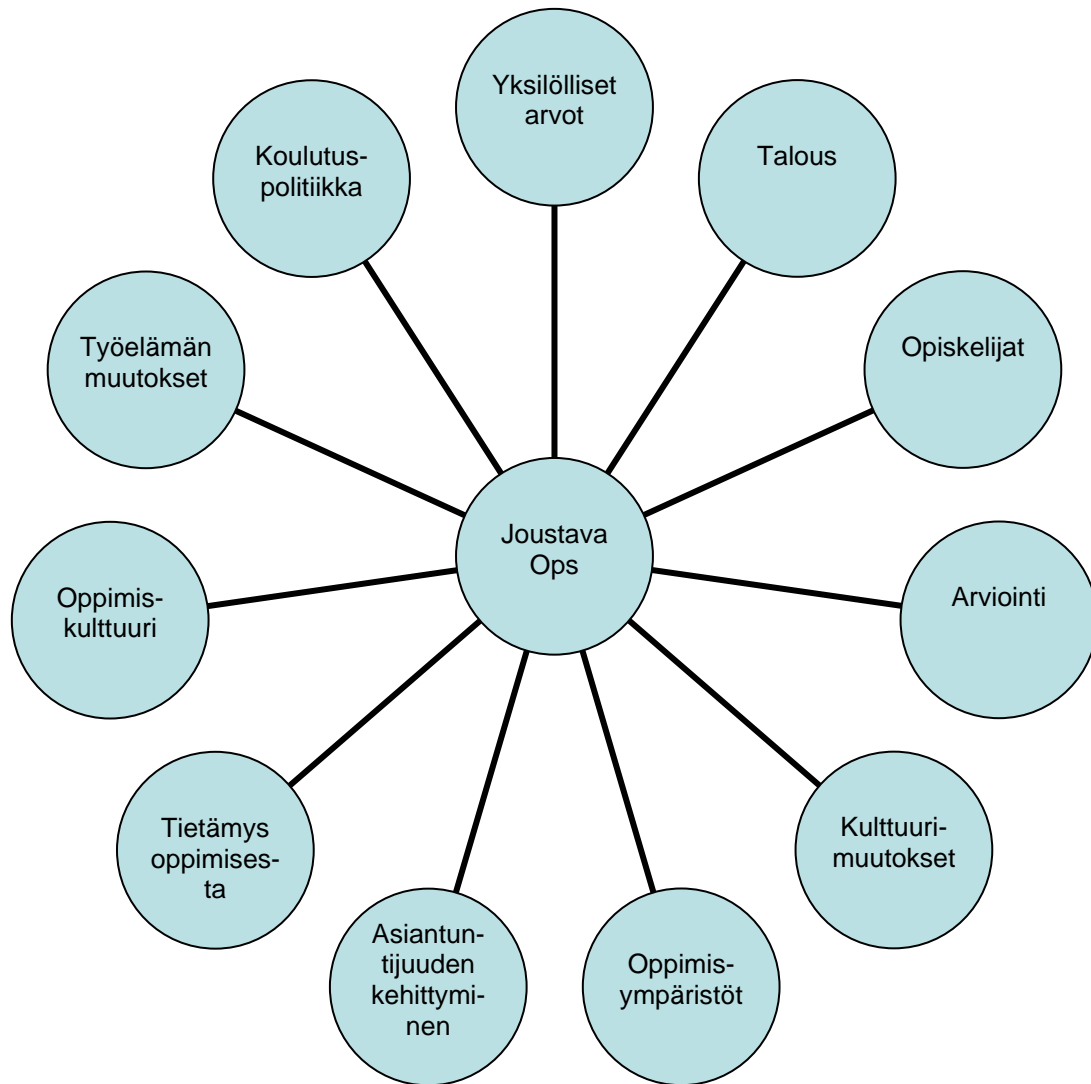 Yksilölliset
arvot
Talous
Opiskelijat
Arviointi
Kulttuuri-
muutokset
Oppimis-
ympäristöt
Asiantun-
tijuuden
kehittymi-
nen
Tietämys
oppimises-
ta
Oppimis-
kulttuuri
Työelämän
muutokset
Koulutus-
politiikka
Joustava
Ops